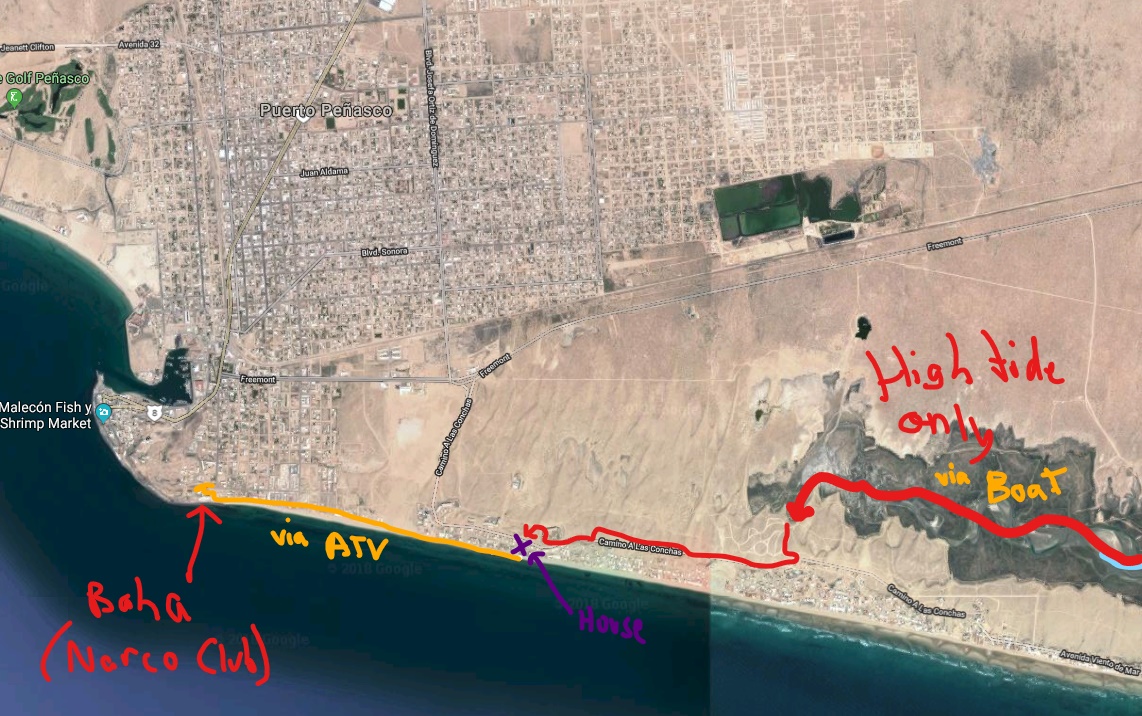 Jeanett Clifton
Avenida 32
Blvd. Josefa Ortiz de Dominguez
e Golf Peñasco
Puerto Peñasco
Juan Aldama
Blvd. Sonora
Freemont
Google
Freemont
Freemont
High tide
only
Malecón Fish y
Shrimp Market
8
Camino A Las Conchas
via Boat
via ATV
Camino A Las Conchas
© 2018 Google
Baha
(Narco Club)
House
2018 Google
Google
Camino A Las Conchas
Avenida Viento de Mar